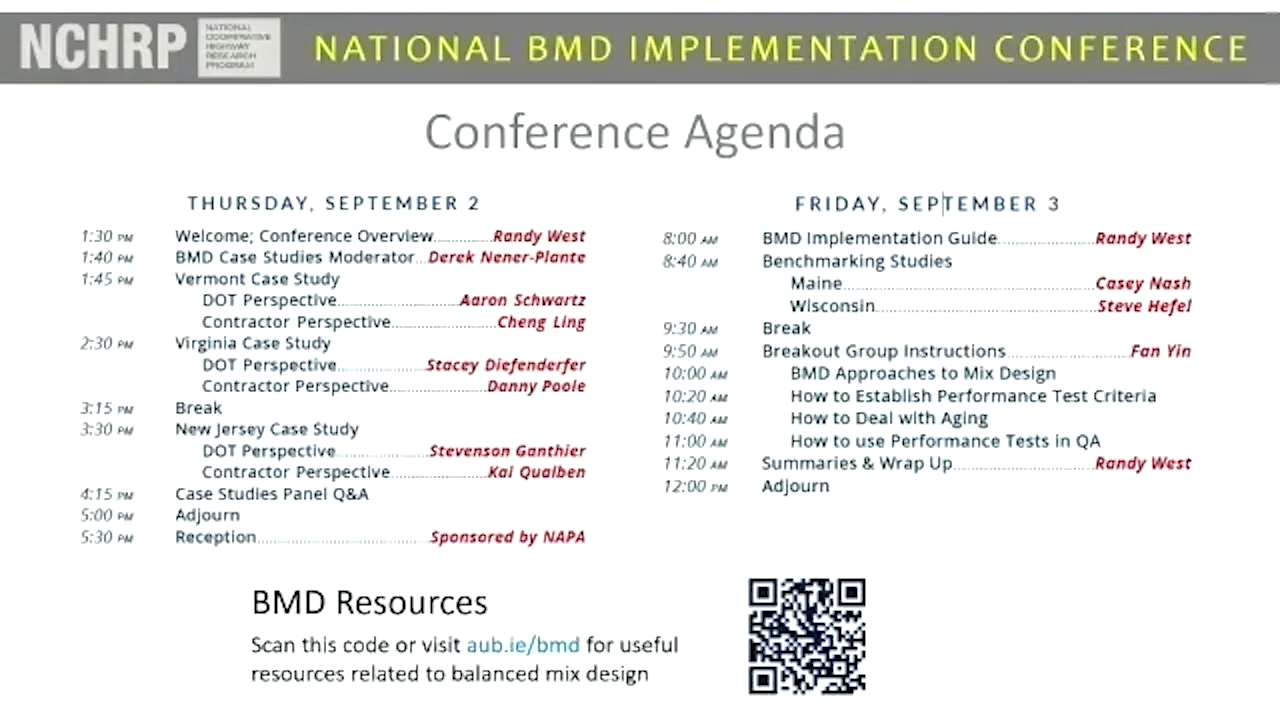 NCHRP
NATIONAL
COOPERATIVE
HIGHWAY
RESEARCH
PROGRAM
NATIONAL BMD IMPLEMENTATION CONFERENCE
Conference Agenda
THURSDAY, SEPTEMBER 2
1:30 PM Welcome; Conference Overview Randy West
1:40 PM BMD Case Studies Moderator Derek Nener-Plante
1:45 PM Vermont Case Study
DOT Perspective Aaron Schwartz
Contractor Perspective Cheng Ling
2:30 PM Virginia Case Study
DOT Perspective Stacey Diefenderfer
Contractor Perspective Danny Poole
3:15 PM Break
3:30 PM New Jersey Case Study
DOT Perspective Stevenson Ganthier
Contractor Perspective Kai Qualben
4:15 PM Case Studies Panel Q&A
5:00 PM Adjourn
5:30 PM Reception Sponsored by NAPA
FRIDAY, SEPTEMBER 3
8:00 AM BMD Implementation Guide Randy West
8:40 AM Benchmarking Studies
Maine Casey Nash
Wisconsin Steve Hefel
9:30 AM Break
9:50 AM Breakout Group Instructions Fan Yin
10:00 AM BMD Approaches to Mix Design
10:20 AM How to Establish Performance Test Criteria
10:40 AM How to Deal with Aging
11:00 AM How to use Performance Tests in QA
11:20 AM Summaries & Wrap Up Randy West
12:00 PM Adjourn
BMD Resources
Scan this code or visit aub.ie/bmd for useful
resources related to balanced mix design